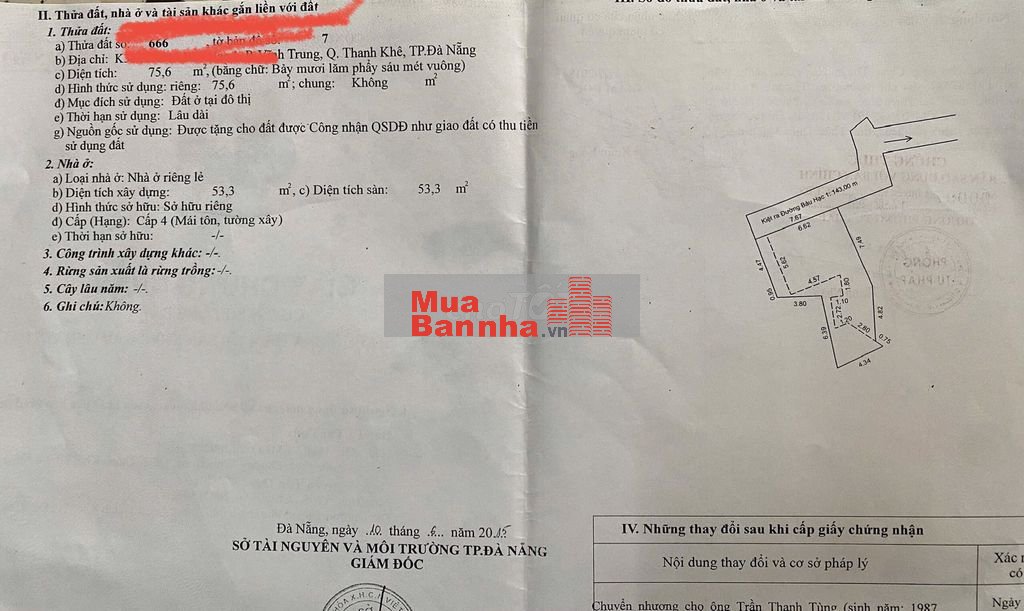 II. Thửa đất, nhà ở và tài sản khác gắn liền với đất
1. Thửa đất:
a) Thửa đất số 666 , tờ bản đồ số: 7
b) Địa chỉ: K Vĩnh Trung, Q. Thanh Khê, TP.Đà Nẵng
c) Diện tích: 75,6 m², (bằng chữ: Bảy mươi lăm phẩy sáu mét vuông)
d) Hình thức sử dụng: riêng: 75,6 m²; chung: Không m²
đ) Mục đích sử dụng: Đất ở tại đô thị
e) Thời hạn sử dụng: Lâu dài
g) Nguồn gốc sử dụng: Được tặng cho đất được Công nhận QSDĐ như giao đất có thu tiền
sử dụng đất
2. Nhà ở:
a) Loại nhà ở: Nhà ở riêng lẻ
b) Diện tích xây dựng: 53,3 m², c) Diện tích sàn: 53,3 m²
d) Hình thức sở hữu: Sở hữu riêng
đ) Cấp (Hạng): Cấp 4 (Mái tôn, tường xây)
e) Thời hạn sở hữu: -/-
3. Công trình xây dựng khác: -/-.
4. Rừng sản xuất là rừng trồng: -/-.
5. Cây lâu năm: -/-.
6. Ghi chú: Không.
Mua
Bannha.vn
Đà Nẵng, ngày 10 tháng 6 năm 2015
SỞ TÀI NGUYÊN VÀ MÔI TRƯỜNG TP.ĐÀ NẴNG
GIÁM ĐỐC
Kiệt ra Đường Bàu Hạc 1: 143,00 m
7.67
6.62
4.47
5.62
7.49
4.57
1.80
0.96
3.80
1.10
2.72
4.82
6.39
1.20
2.80
0.75
4.34
PHÒNG
TƯ PHÁP
IV. Những thay đổi sau khi cấp giấy chứng nhận
Nội dung thay đổi và cơ sở pháp lý
Xác
có
Chuyển nhượng cho ông Trần Thanh Tùng (sinh năm: 1987
Ngày